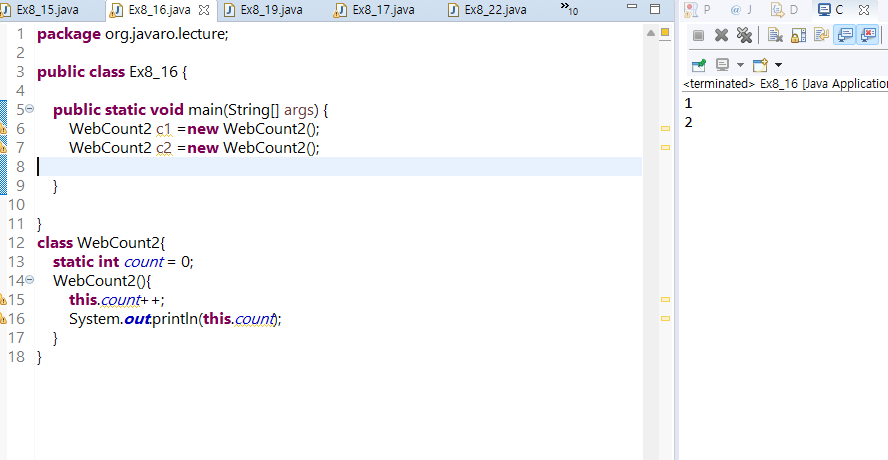 Ex8_15.java Ex8_16.java Ex8_19.java Ex8_17.java Ex8_22.java »10 P @ J D C
<terminated> Ex8_16 [Java Application
1 package org.javaro.lecture;
2
3 public class Ex8_16 {
4
5 public static void main(String[] args) {
6 WebCount2 c1 =new WebCount2();
7 WebCount2 c2 =new WebCount2();
8
9 }
10
11 }
12 class WebCount2{
13 static int count = 0;
14 WebCount2(){
15 this.count++;
16 System.out.println(this.count);
17 }
18 }
1
2